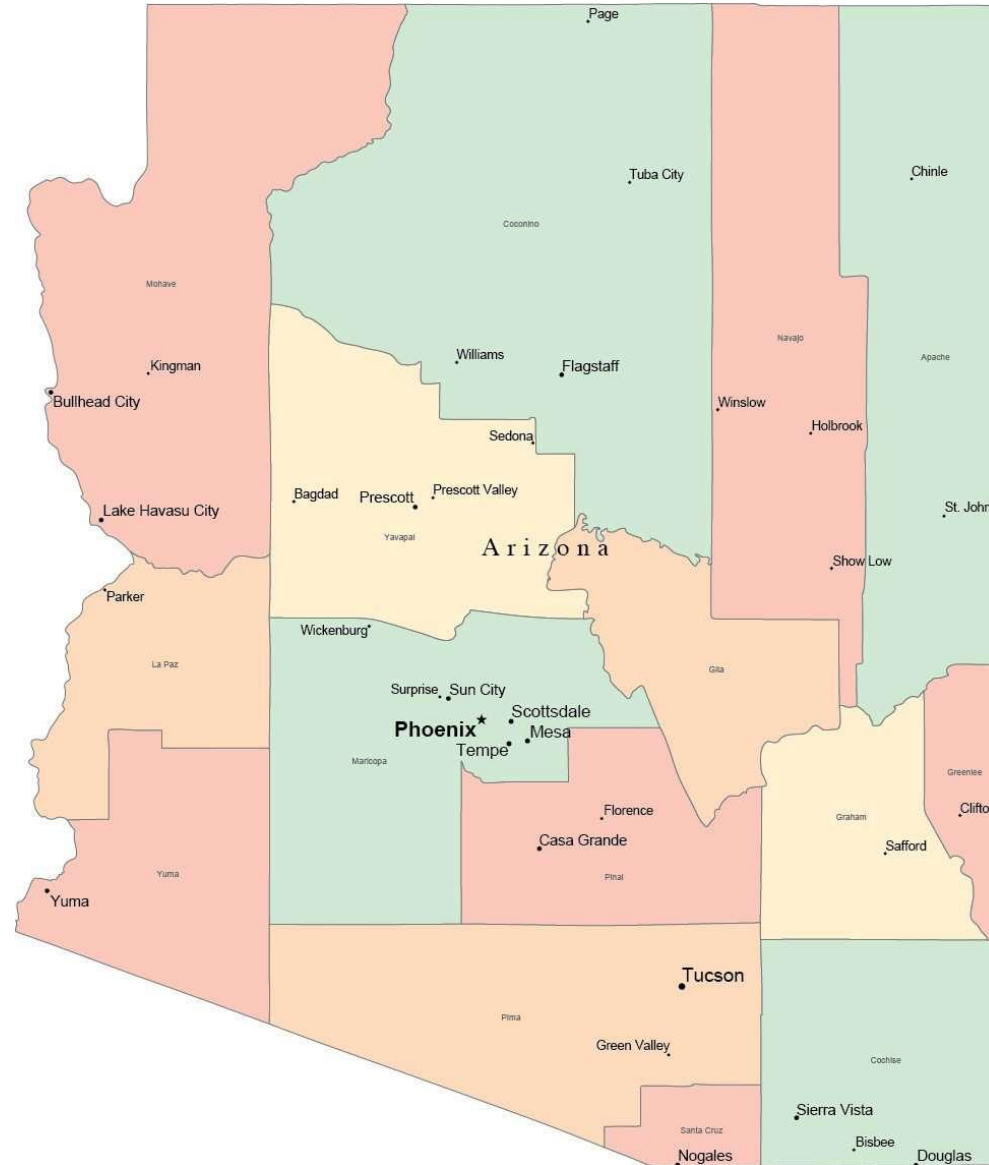 Page
Tuba City
Chinle
Coconino
Mohave
Navajo
Apache
Williams
Flagstaff
Kingman
Bullhead City
Winslow
Holbrook
Sedona
Bagdad
Prescott
Prescott Valley
Lake Havasu City
St. John
Yavapai
Arizona
Show Low
Parker
Wickenburg
La Paz
Gila
Surprise
Sun City
Scottsdale
Phoenix
Mesa
Tempe
Maricopa
Greenlee
Florence
Clifto
Graham
Casa Grande
Safford
Yuma
Pinal
Yuma
Tucson
Pima
Green Valley
Cochise
Sierra Vista
Santa Cruz
Bisbee
Nogales
Douglas